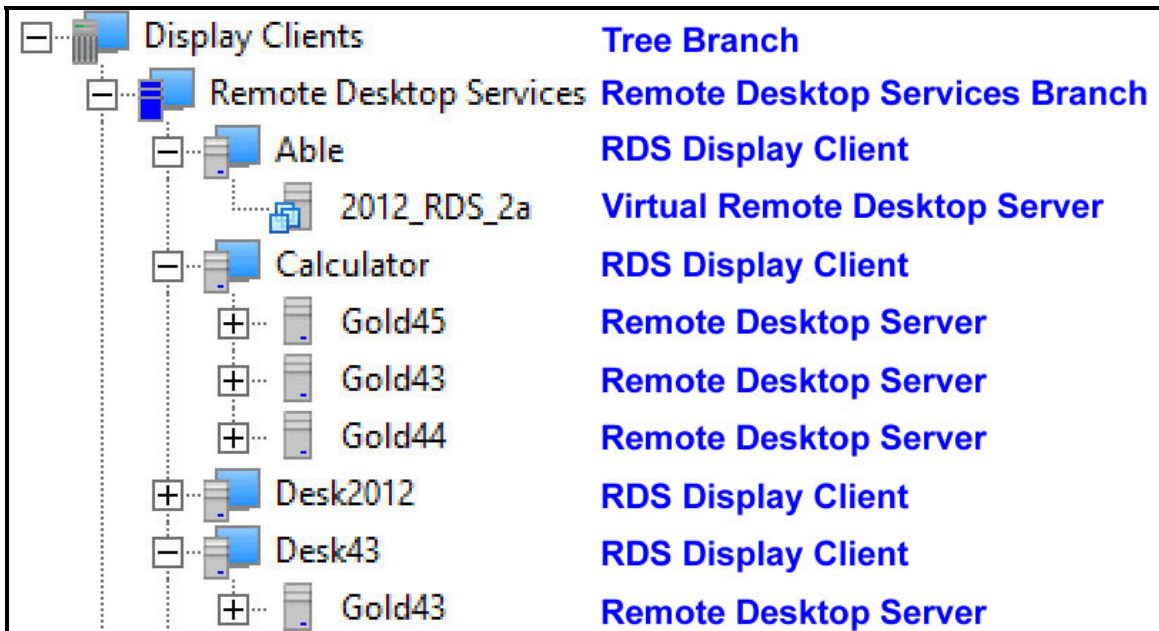 Display Clients Tree Branch
Remote Desktop Services Remote Desktop Services Branch
Able RDS Display Client
2012_RDS_2a Virtual Remote Desktop Server
Calculator RDS Display Client
Gold45 Remote Desktop Server
Gold43 Remote Desktop Server
Gold44 Remote Desktop Server
Desk2012 RDS Display Client
Desk43 RDS Display Client
Gold43 Remote Desktop Server